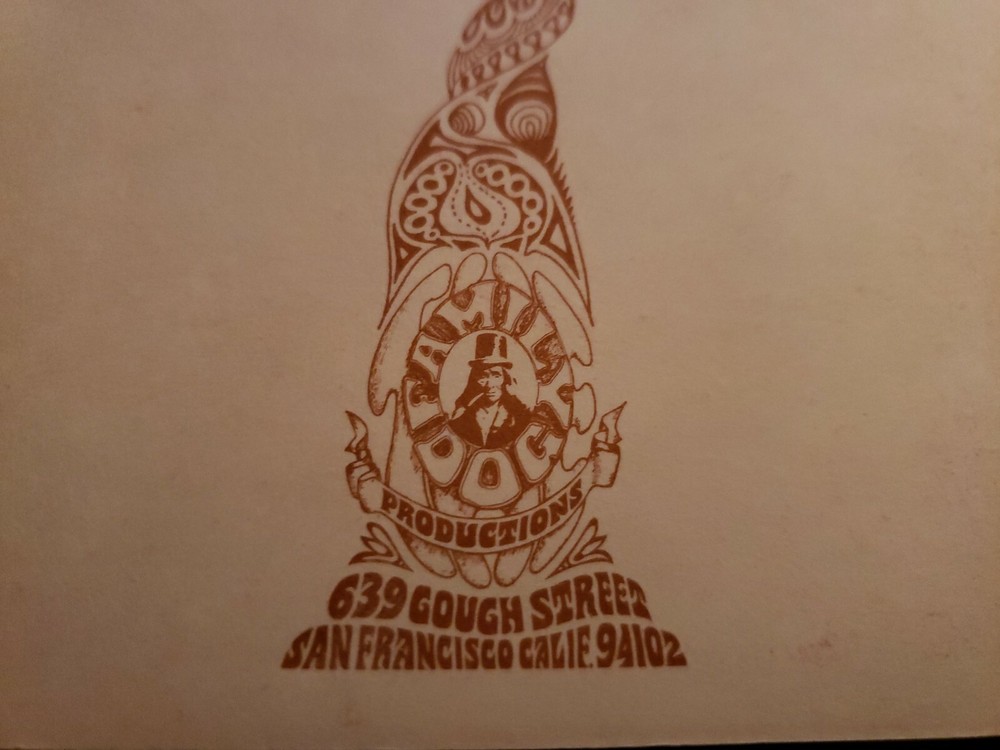 FAMILY
DOG
PRODUCTIONS
639 GOUGH STREET
SAN FRANCISCO CALIF. 94102